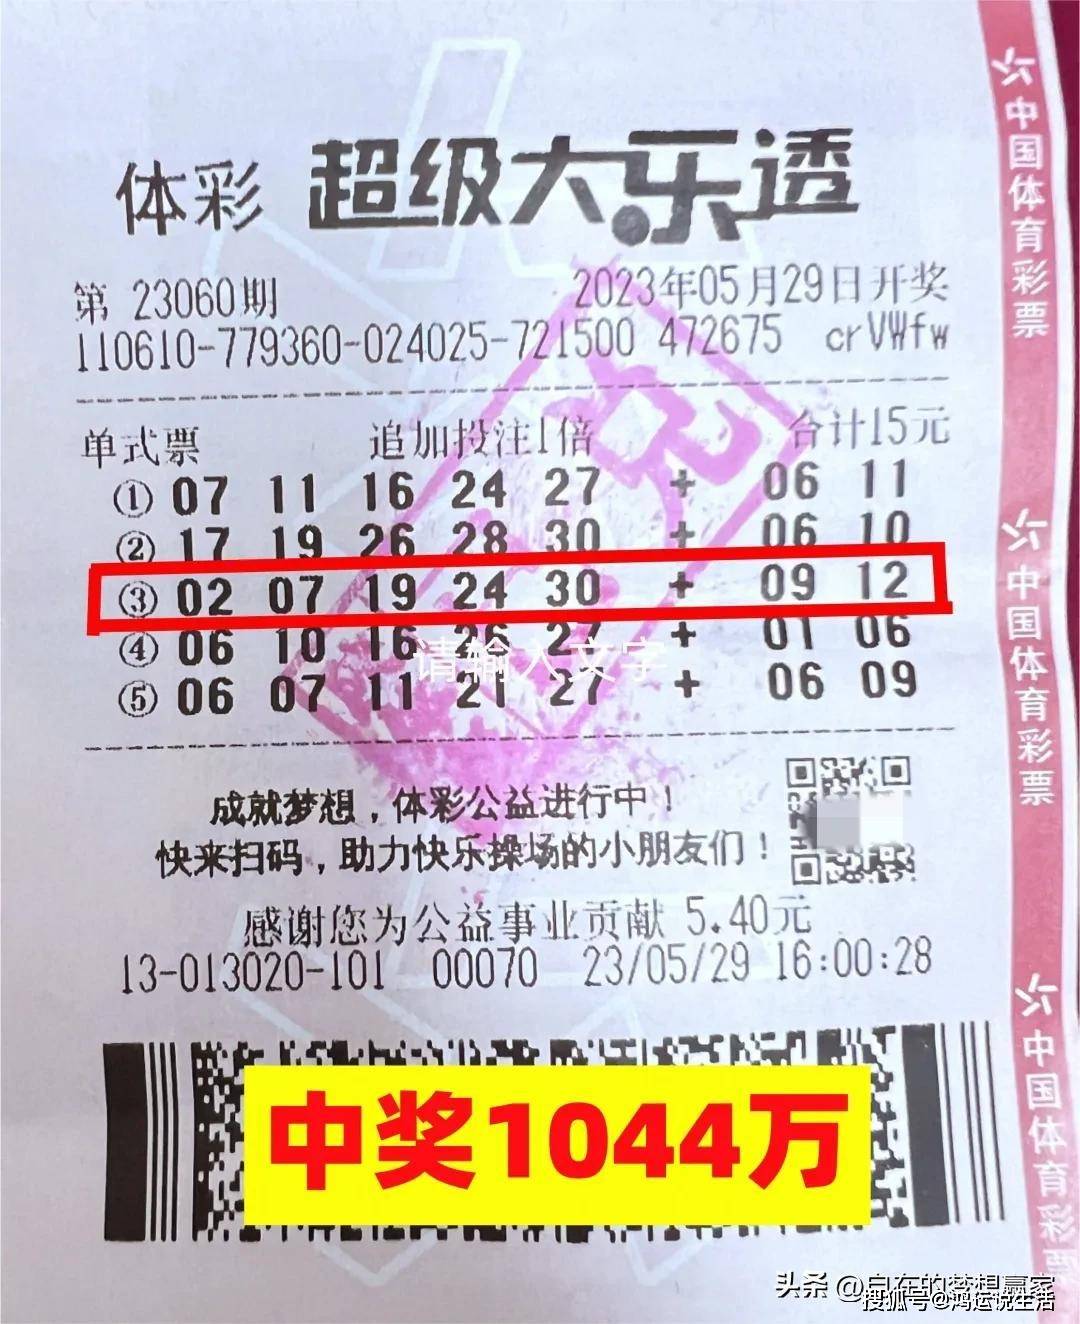 体彩 超级大乐透
第 23060期 2023年05月29日开奖
110610-779360-024025-721500 472675 crVWfw
单式票 追加投注1倍 合计15元
① 07 11 16 24 27 + 06 11
② 17 19 26 28 30 + 06 10
③ 02 07 19 24 30 + 09 12
④ 06 10 16 26 27 + 01 06
请输入文字
⑤ 06 07 11 21 27 + 06 09
成就梦想，体彩公益进行中！
快来扫码，助力快乐操场的小朋友们！
感谢您为公益事业贡献 5.40元
13-013020-101 00070 23/05/29 16:00:28
中奖1044万
中国体育彩票
中国体育彩票
中国体育彩票
头条 @自在的梦想赢家
搜狐号@鸿运说生活